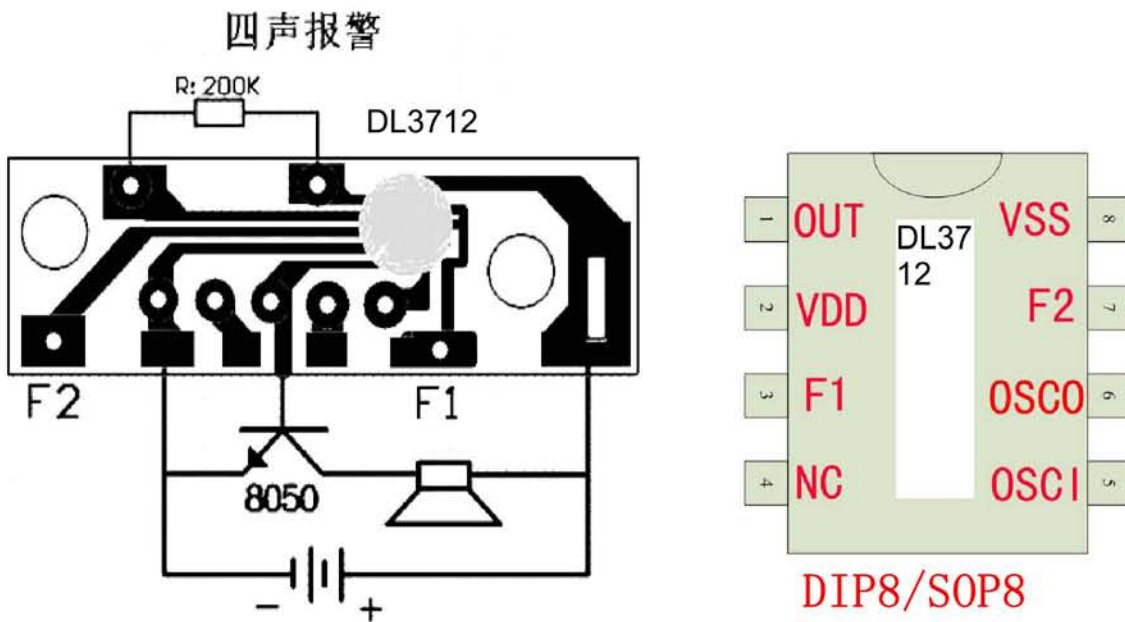 四声报警
R: 200K
DL3712
F2
F1
8050
- +
1 OUT
2 VDD
3 F1
4 NC
DL37
12
VSS 8
F2 7
OSCO 6
OSCI 5
DIP8/SOP8